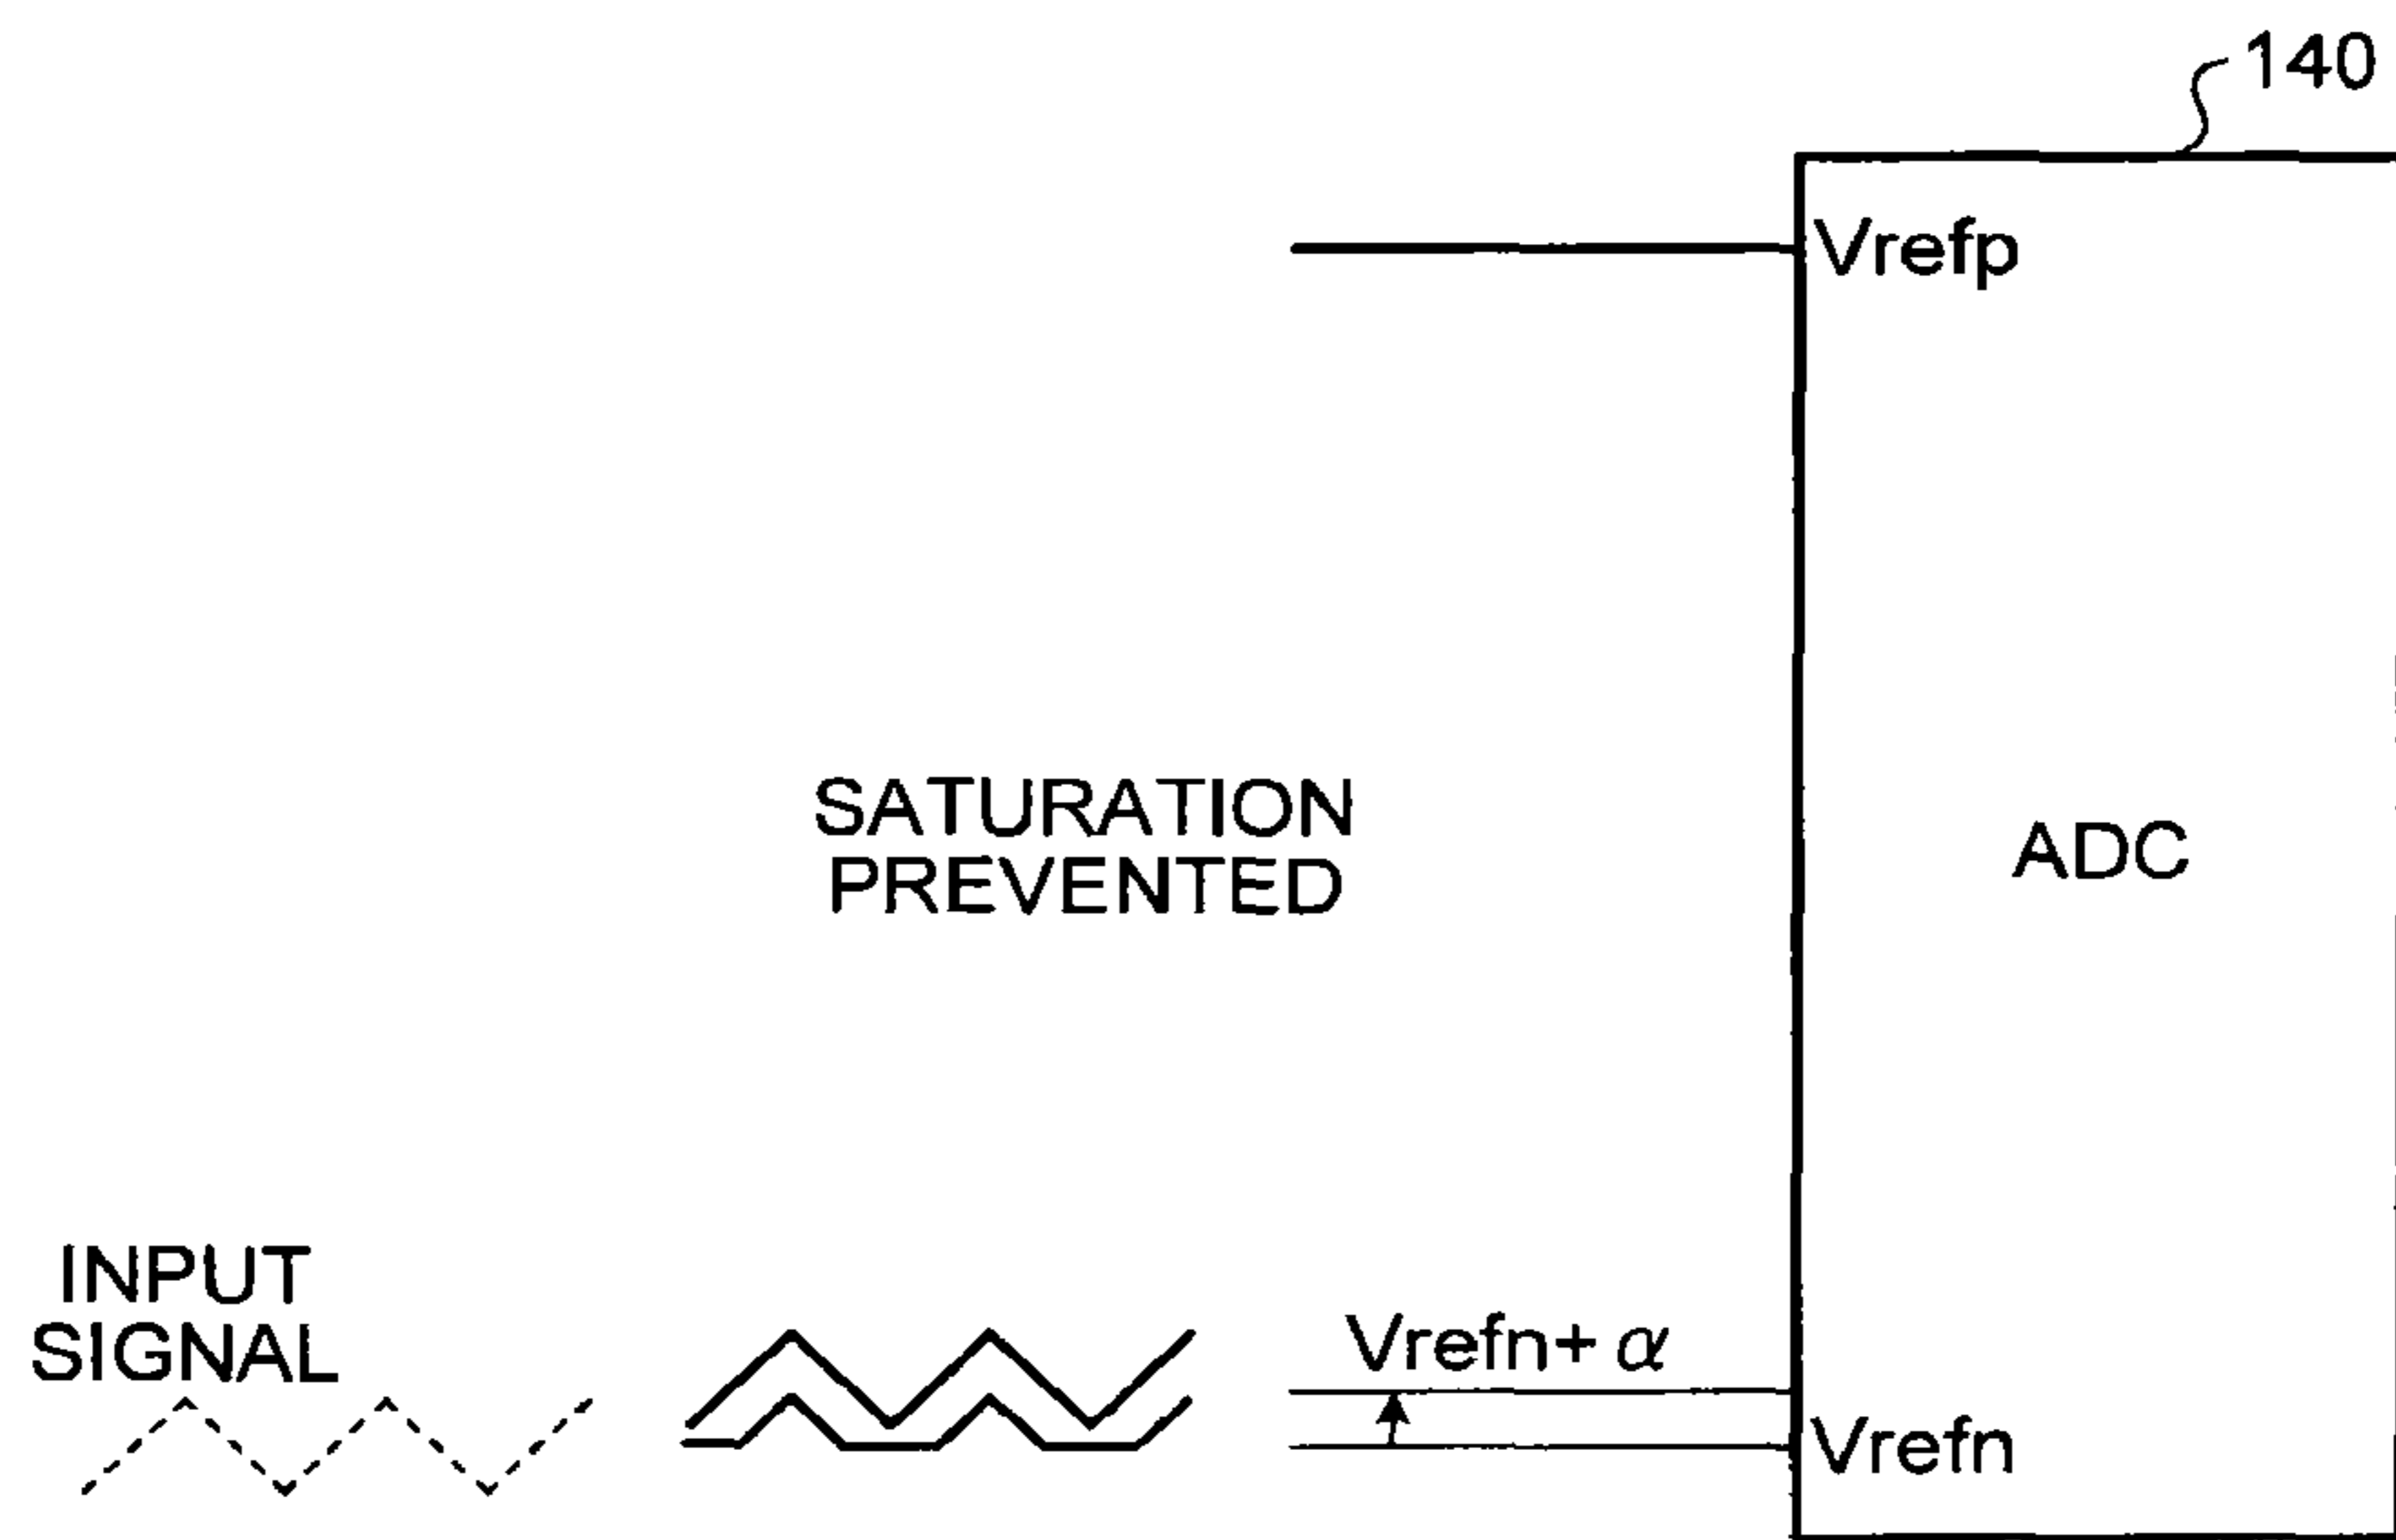 140
Vrefp
SATURATION
PREVENTED
ADC
INPUT
SIGNAL
Vrefn+ α
Vrefn